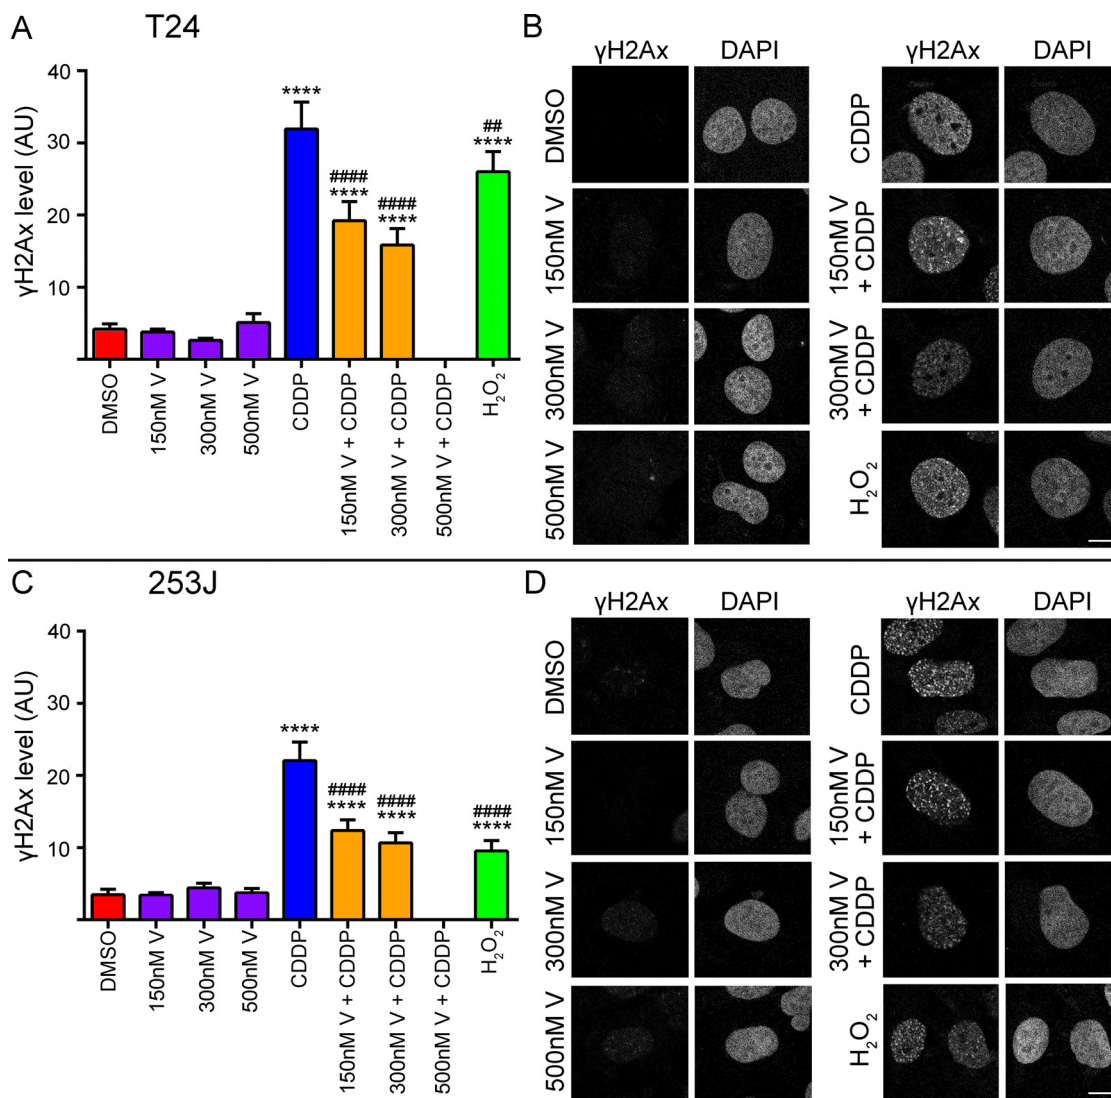 A T24
γH2Ax level (AU)
40
30
20
10
****
####
****
####
****
##
****
DMSO
150nM V
300nM V
500nM V
CDDP
150nM V + CDDP
300nM V + CDDP
500nM V + CDDP
H₂O₂
B
γH2Ax DAPI
DMSO
150nM V
300nM V
500nM V
γH2Ax DAPI
CDDP
150nM V
+ CDDP
300nM V
+ CDDP
H₂O₂
C 253J
γH2Ax level (AU)
40
30
20
10
****
####
****
####
****
####
****
DMSO
150nM V
300nM V
500nM V
CDDP
150nM V + CDDP
300nM V + CDDP
500nM V + CDDP
H₂O₂
D
γH2Ax DAPI
DMSO
150nM V
300nM V
500nM V
γH2Ax DAPI
CDDP
150nM V
+ CDDP
300nM V
+ CDDP
H₂O₂